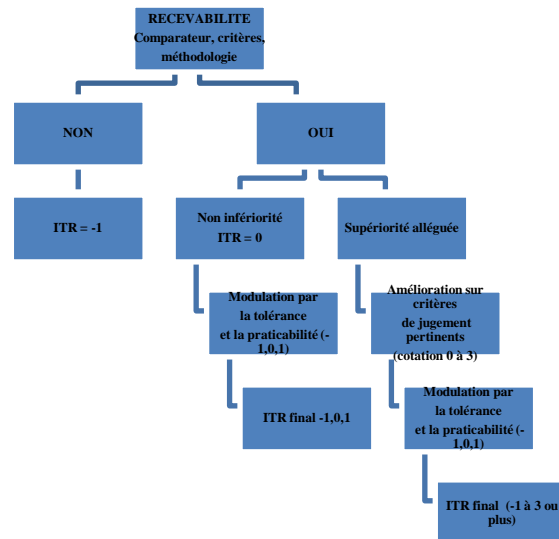 RECEVABILITE
Comparateur, critères,
méthodologie
NON
OUI
ITR = -1
Non infériorité
ITR = 0
Supériorité alléguée
Modulation par
la tolérance
et la praticabilité (-
1,0,1)
Amélioration sur
critères
de jugement
pertinents
(cotation 0 à 3)
ITR final -1,0,1
Modulation par
la tolérance
et la praticabilité (-
1,0,1)
ITR final  (-1 à 3 ou
plus)